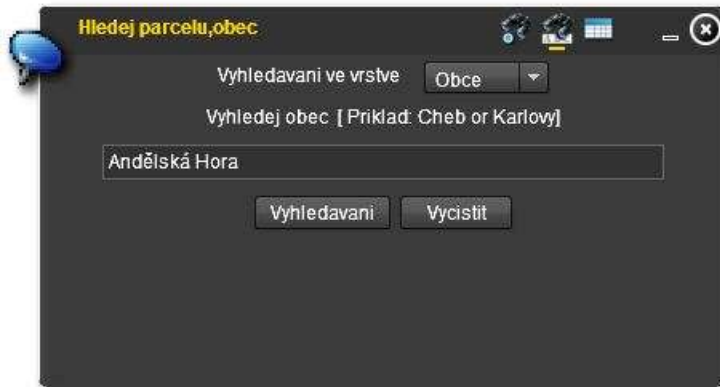 Hledej parcelu,obec
Vyhledavani ve vrstve Obce
Vyhledej obec [ Priklad: Cheb or Karlovy]
Andělská Hora
Vyhledavani Vycistit